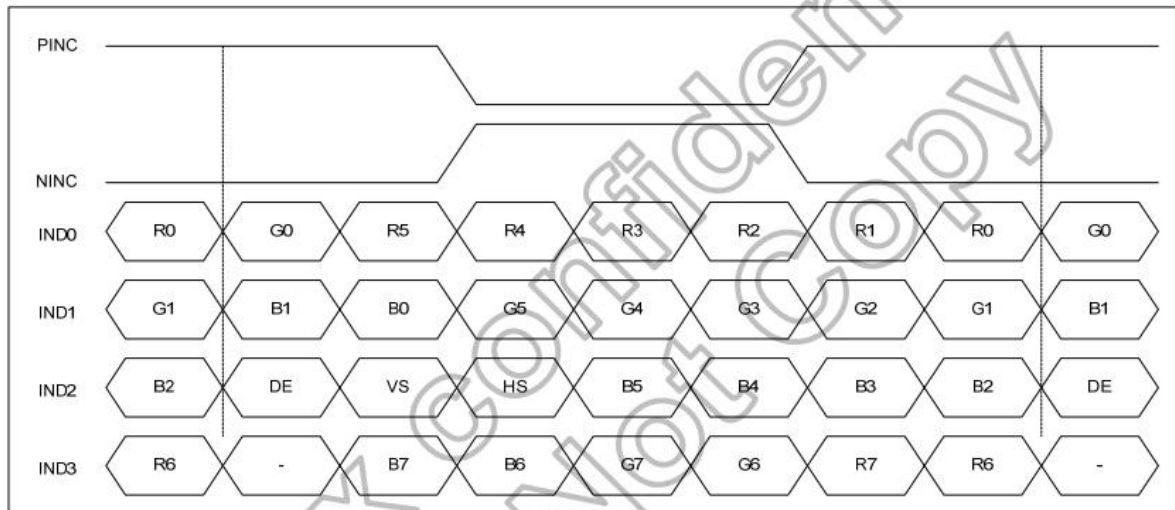 PINC
NINC
IND0 R0 G0 R5 R4 R3 R2 R1 R0 G0
IND1 G1 B1 B0 G5 G4 G3 G2 G1 B1
IND2 B2 DE VS HS B5 B4 B3 B2 DE
IND3 R6 - B7 B6 G7 G6 R7 R6 -
Not Copy